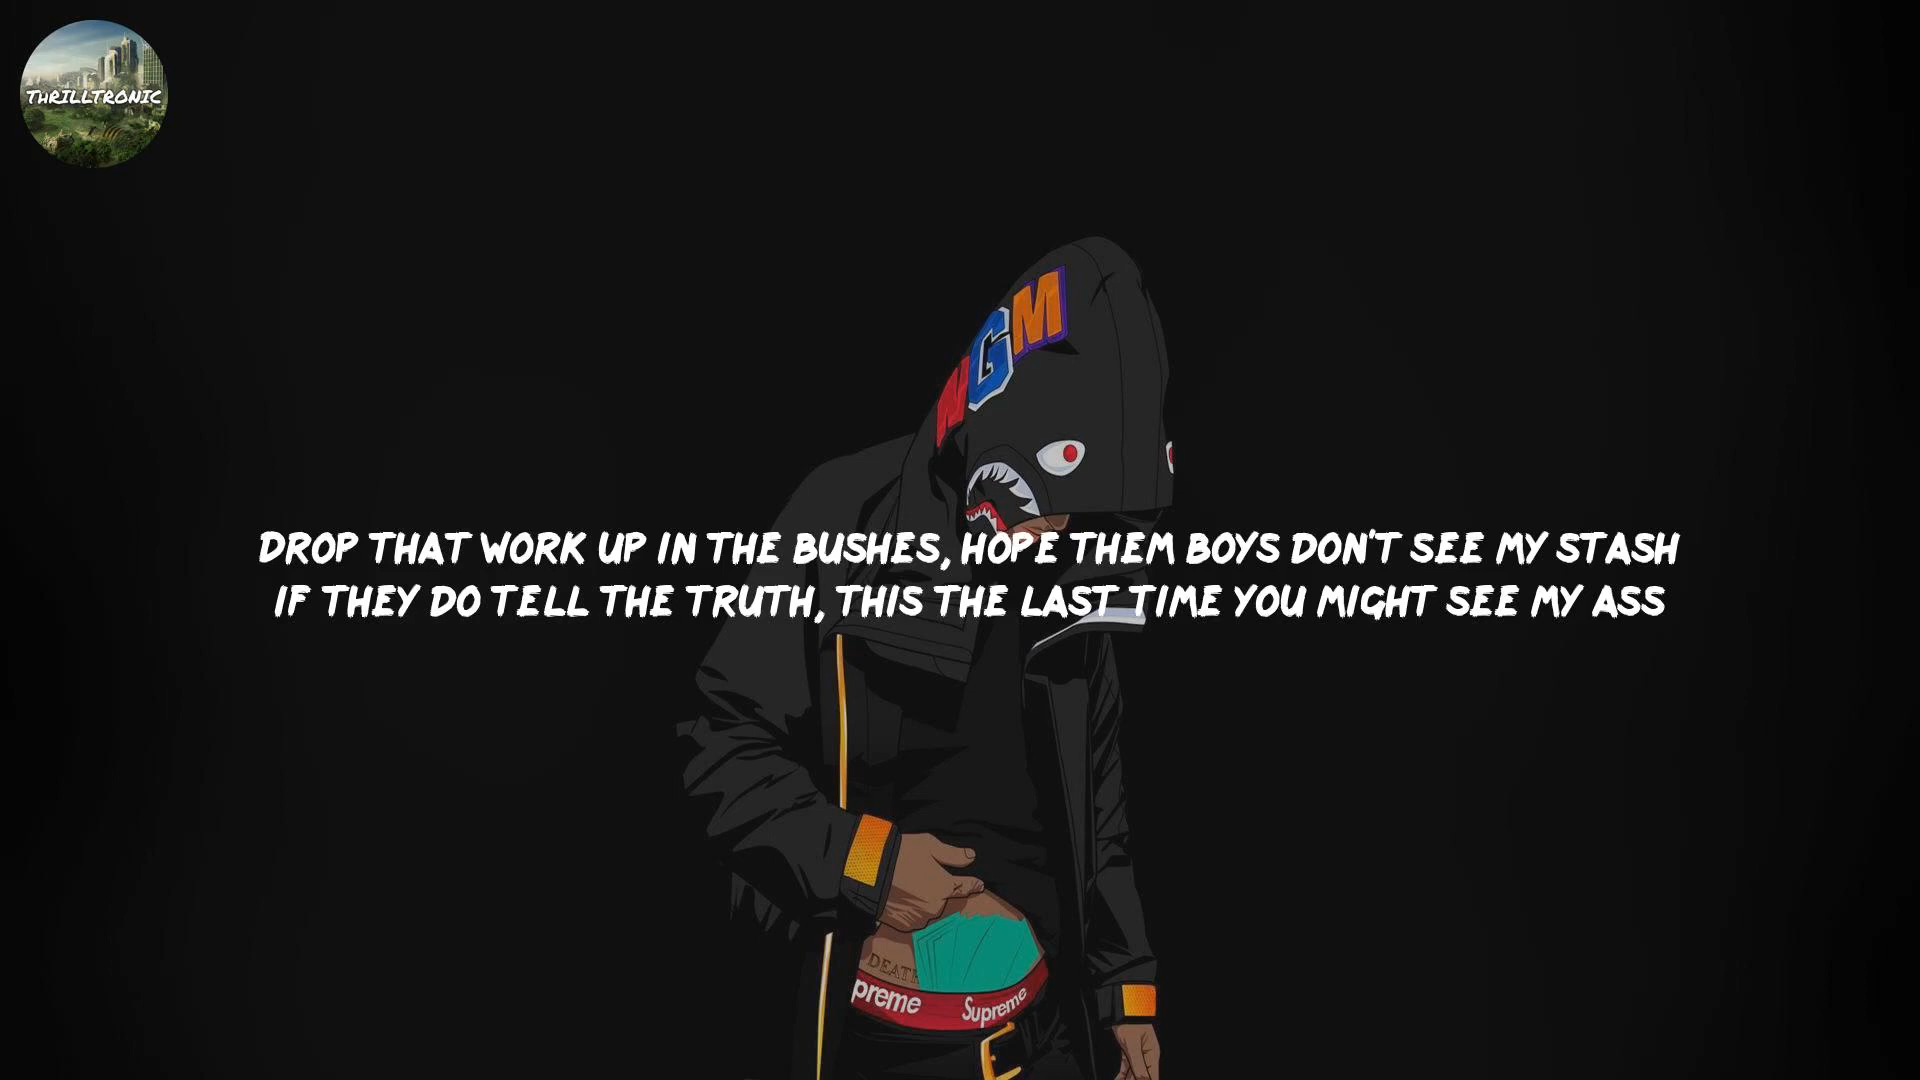 THRILLTRONIC
NGM
DROP THAT WORK UP IN THE BUSHES, HOPE THEM BOYS DON'T SEE MY STASH
IF THEY DO TELL THE TRUTH, THIS THE LAST TIME YOU MIGHT SEE MY ASS
DEATH
preme Supreme